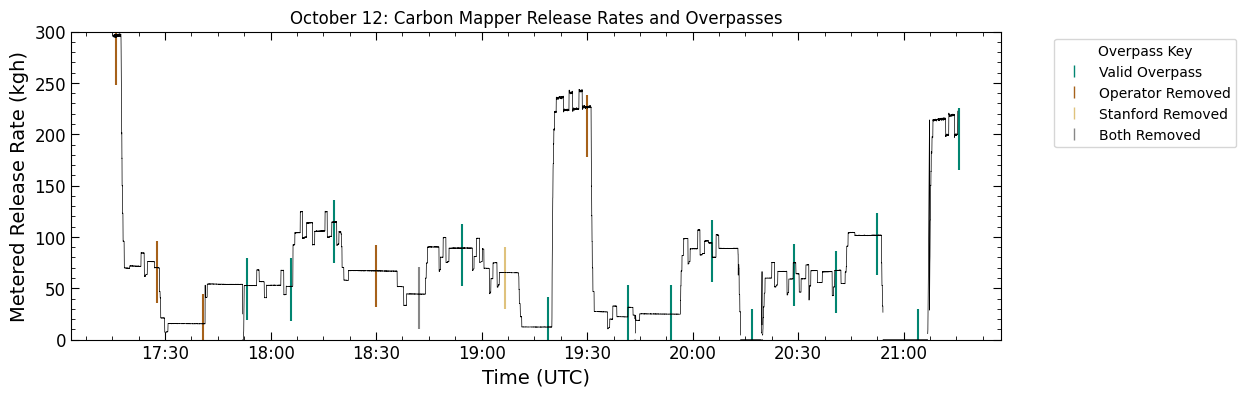 October 12: Carbon Mapper Release Rates and Overpasses
Metered Release Rate (kgh)
300
250
200
150
100
50
0
17:30 18:00 18:30 19:00 19:30 20:00 20:30 21:00
Time (UTC)
Overpass Key
Valid Overpass
Operator Removed
Stanford Removed
Both Removed